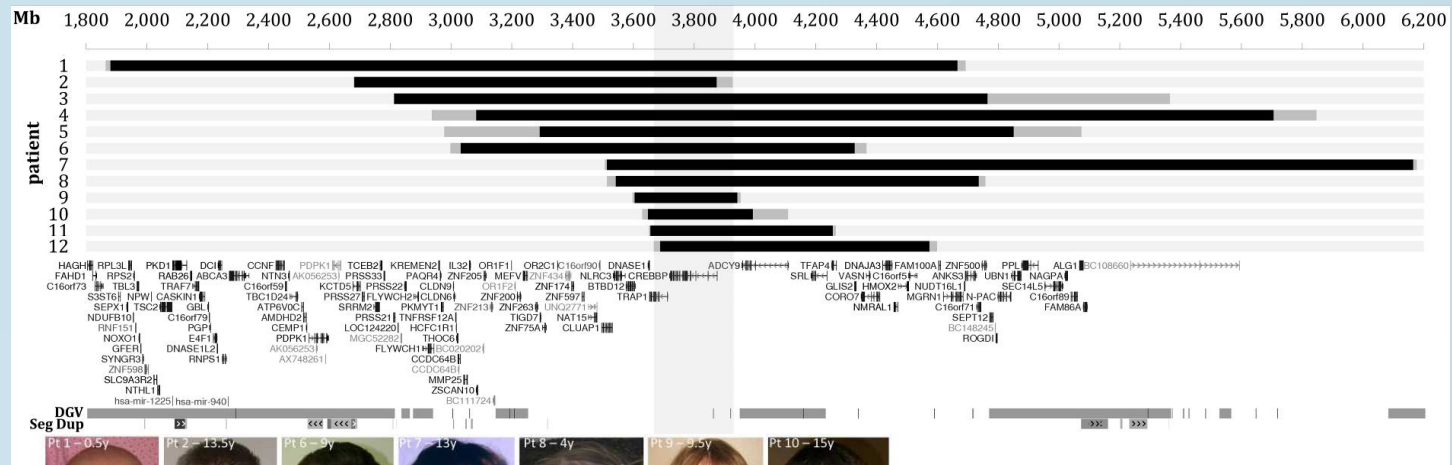 Mb 1,800 2,000 2,200 2,400 2,600 2,800 3,000 3,200 3,400 3,600 3,800 4,000 4,200 4,400 4,600 4,800 5,000 5,200 5,400 5,600 5,800 6,000 6,200
patient
1
2
3
4
5
6
7
8
9
10
11
12
HAGH RPL3L PKD1 DCI CCNF PDPK1 TCEB2 KREMEN2 IL32 OR1F1 OR2C1 C16orf90 DNASE1 ADCY9 TFAP4 DNAJA3 FAM100A ZNF500 PPL ALG1 BC108660
FAHD1 RPS2 RAB26 ABCA3 NTN3 AK056253 PRSS33 PAQR4 ZNF205 MEFV ZNF434 NLRC3 CREBBP SRL VASN C16orf5 ANKS3 UBN1 NAGPA
C16orf73 TBL3 TRAF7 C16orf59 KCTD5 PRSS22 CLDN9 OR1F2 ZNF174 BTBD12 GLIS2 HMOX2 NUDT16L1 SEC14L5
S3ST6 NPW CASKIN1 TBC1D24 PRSS27 FLYWCH2 CLDN6 ZNF200 ZNF597 TRAP1 CORO7 MGRN1 N-PAC C16orf89
SEPX1 TSC2 GBL ATP6V0C SRRM2 PKMYT1 ZNF213 ZNF263 UNQ2771 NMRAL1 C16orf71 FAM86A
NDUFB10 C16orf79 AMDHD2 PRSS21 TNFRSF12A TIGD7 NAT15 SEPT12
RNF151 PGP CEMP1 LOC124220 HCFC1R1 ZNF75A CLUAP1 BC148245
NOXO1 E4F1 PDPK1 MGC52282 THOC6 ROGDI
GFER DNASE1L2 AK056253 FLYWCH1 BC020202
SYNGR3 RNPS1 AX748261 CCDC64B
ZNF598 CCDC64B
SLC9A3R2 MMP25
NTHL1 ZSCAN10
hsa-mir-1225 hsa-mir-940 BC111724
DGV
Seg Dup
Pt 1 – 0.5y Pt 2 – 13.5y Pt 6 – 9y Pt 7 – 13y Pt 8 – 4y Pt 9 – 9.5y Pt 10 – 15y